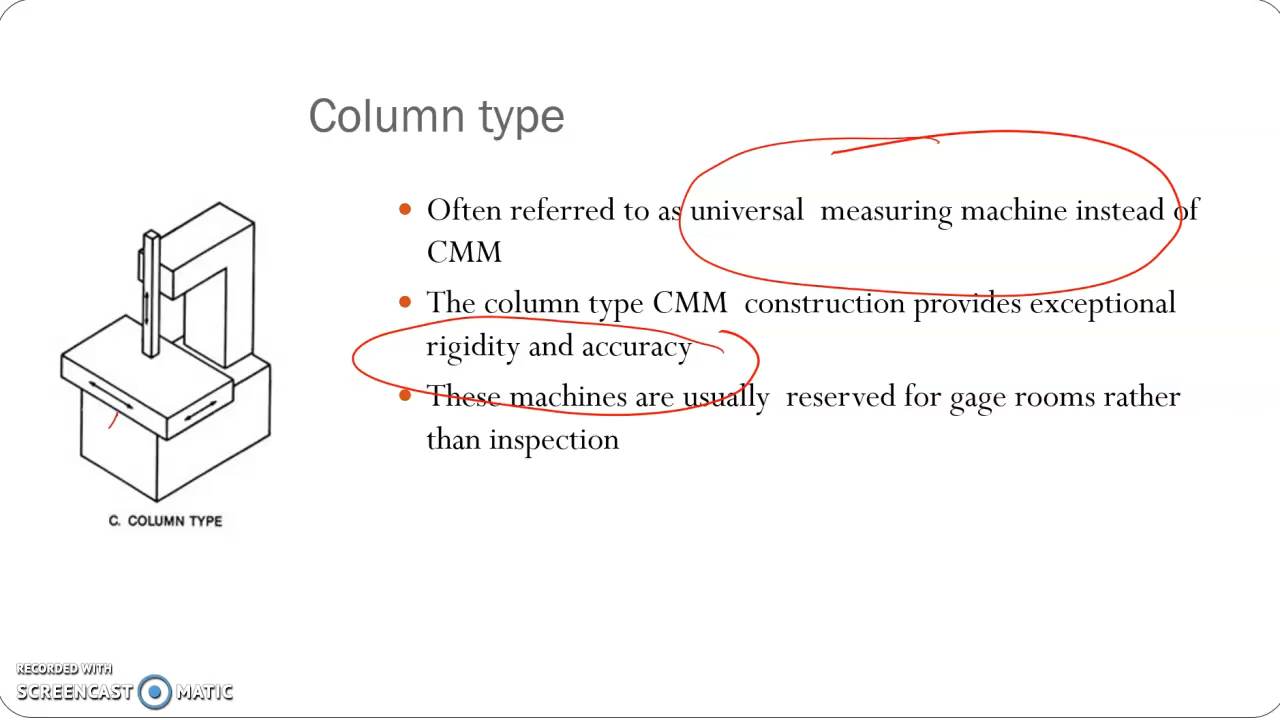 Column type
Often referred to as universal measuring machine instead of
CMM
The column type CMM construction provides exceptional
rigidity and accuracy
These machines are usually reserved for gage rooms rather
than inspection
C. COLUMN TYPE
RECORDED WITH
SCREENCAST MATIC